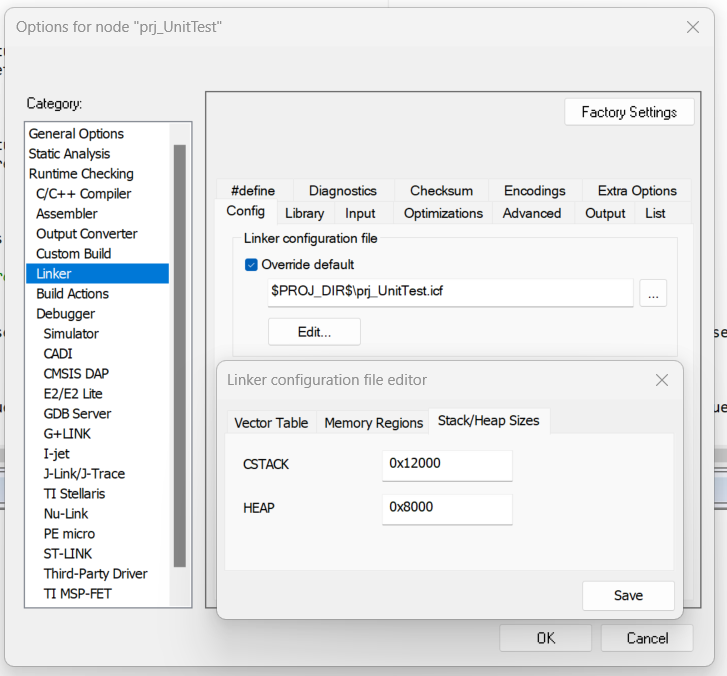 Options for node "prj_UnitTest"
Category:
General Options
Static Analysis
Runtime Checking
C/C++ Compiler
Assembler
Output Converter
Custom Build
Linker
Build Actions
Debugger
Simulator
CADI
CMSIS DAP
E2/E2 Lite
GDB Server
G+LINK
I-jet
J-Link/J-Trace
TI Stellaris
Nu-Link
PE micro
ST-LINK
Third-Party Driver
TI MSP-FET
Factory Settings
#define Diagnostics Checksum Encodings Extra Options
Config Library Input Optimizations Advanced Output List
Linker configuration file
Override default
$PROJ_DIR$\prj_UnitTest.icf
...
Edit...
Linker configuration file editor
Vector Table Memory Regions Stack/Heap Sizes
CSTACK 0x12000
HEAP 0x8000
Save
OK Cancel